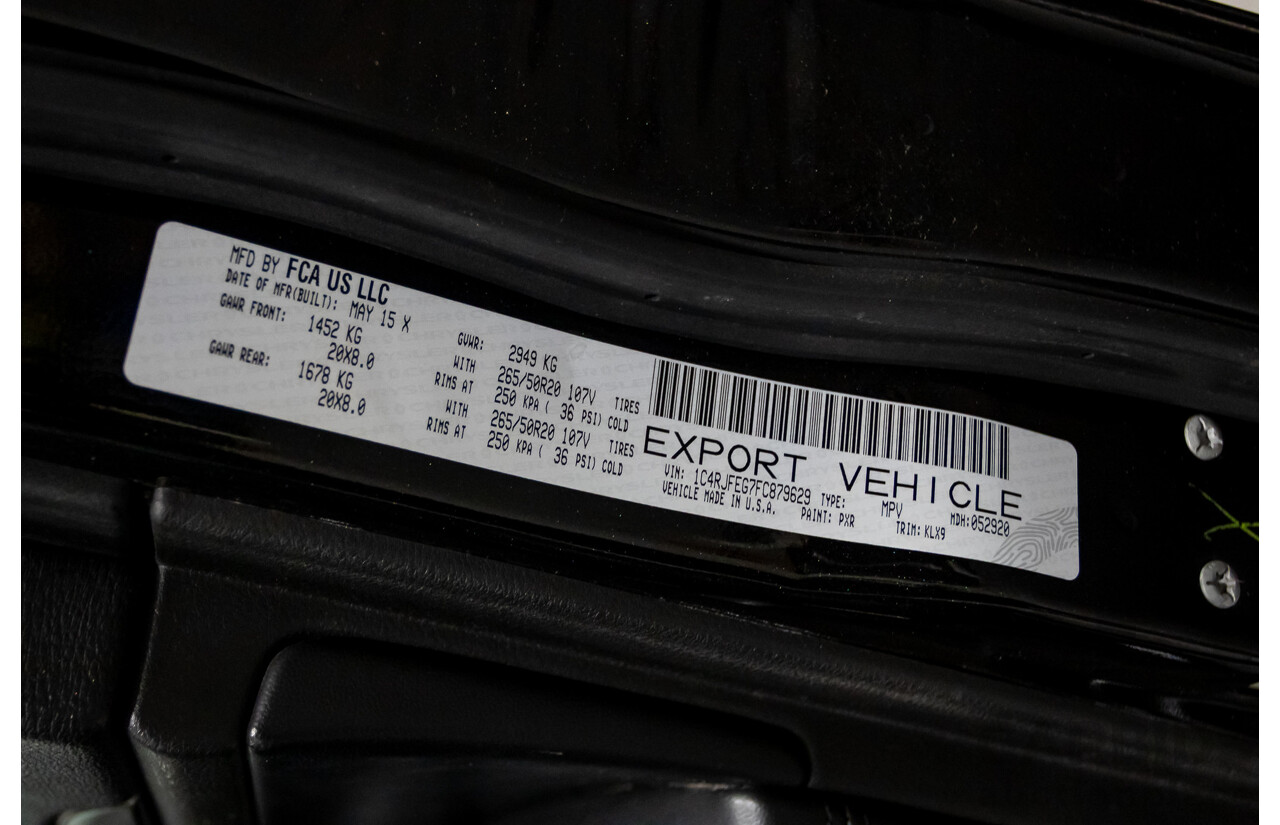 MFD BY FCA US LLC
DATE OF MFR(BUILT): MAY 15 X
GAWR FRONT: 1452 KG
20X8.0
GAWR REAR: 1678 KG
20X8.0
GVWR: 2949 KG
WITH 265/50R20 107V TIRES
RIMS AT 250 KPA ( 36 PSI) COLD
WITH 265/50R20 107V TIRES
RIMS AT 250 KPA ( 36 PSI) COLD
EXPORT VEHICLE
VIN: 1C4RJFEG7FC879629 TYPE: MPV MDH:052920
VEHICLE MADE IN U.S.A. PAINT: PXR TRIM: KLX9